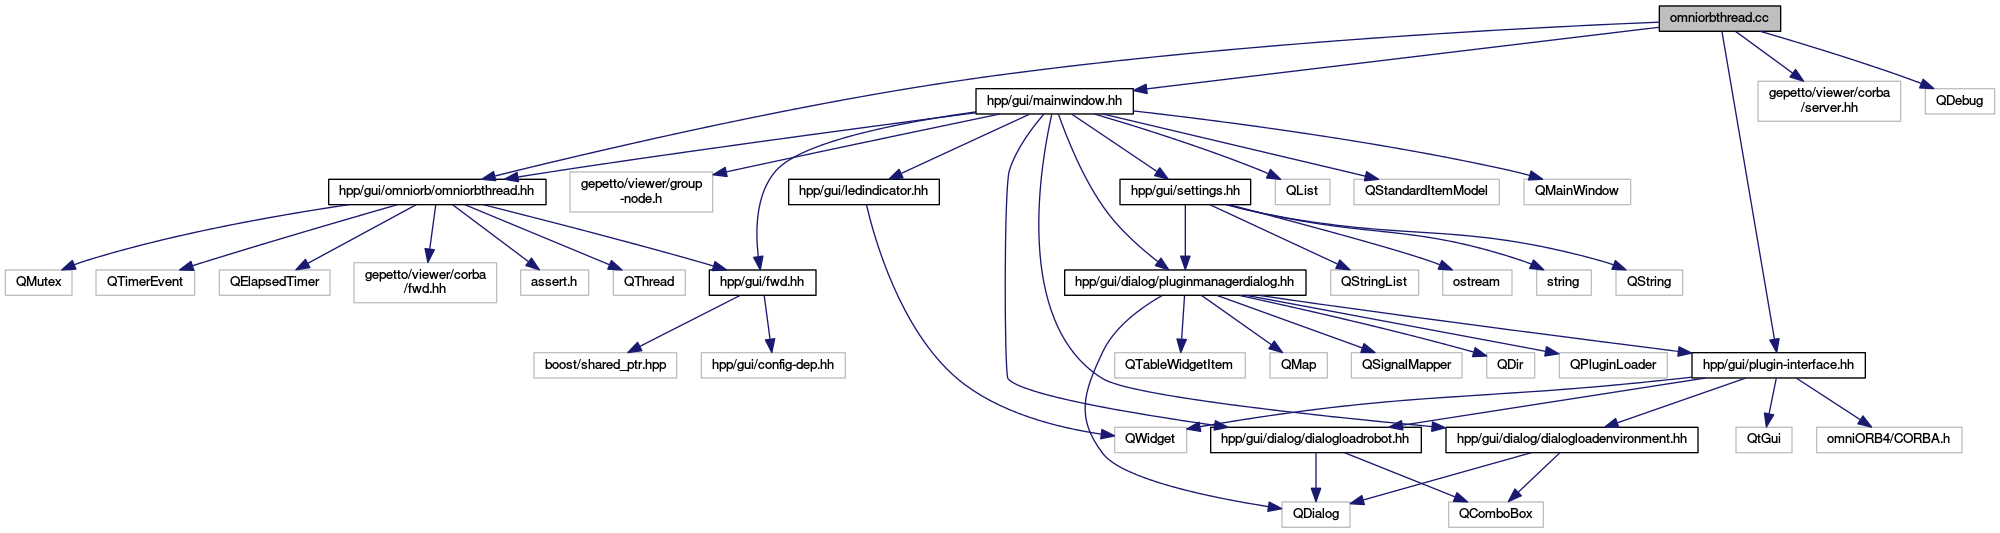 omniorbthread.cc
hpp/gui/mainwindow.hh
gepetto/viewer/corba
/server.hh
QDebug
hpp/gui/omniorb/omniorbthread.hh
gepetto/viewer/group
-node.h
hpp/gui/ledindicator.hh
hpp/gui/settings.hh
QList
QStandardItemModel
QMainWindow
QMutex
QTimerEvent
QElapsedTimer
gepetto/viewer/corba
/fwd.hh
assert.h
QThread
hpp/gui/fwd.hh
hpp/gui/dialog/pluginmanagerdialog.hh
QStringList
ostream
string
QString
boost/shared_ptr.hpp
hpp/gui/config-dep.hh
QTableWidgetItem
QMap
QSignalMapper
QDir
QPluginLoader
hpp/gui/plugin-interface.hh
QWidget
hpp/gui/dialog/dialogloadrobot.hh
hpp/gui/dialog/dialogloadenvironment.hh
QtGui
omniORB4/CORBA.h
QDialog
QComboBox